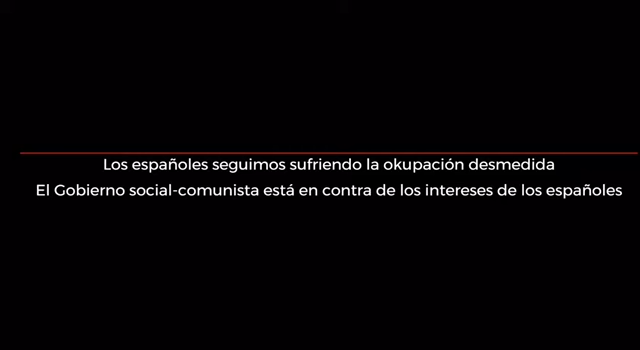 Los españoles seguimos sufriendo la okupación desmedida
El Gobierno social-comunista está en contra de los intereses de los españoles